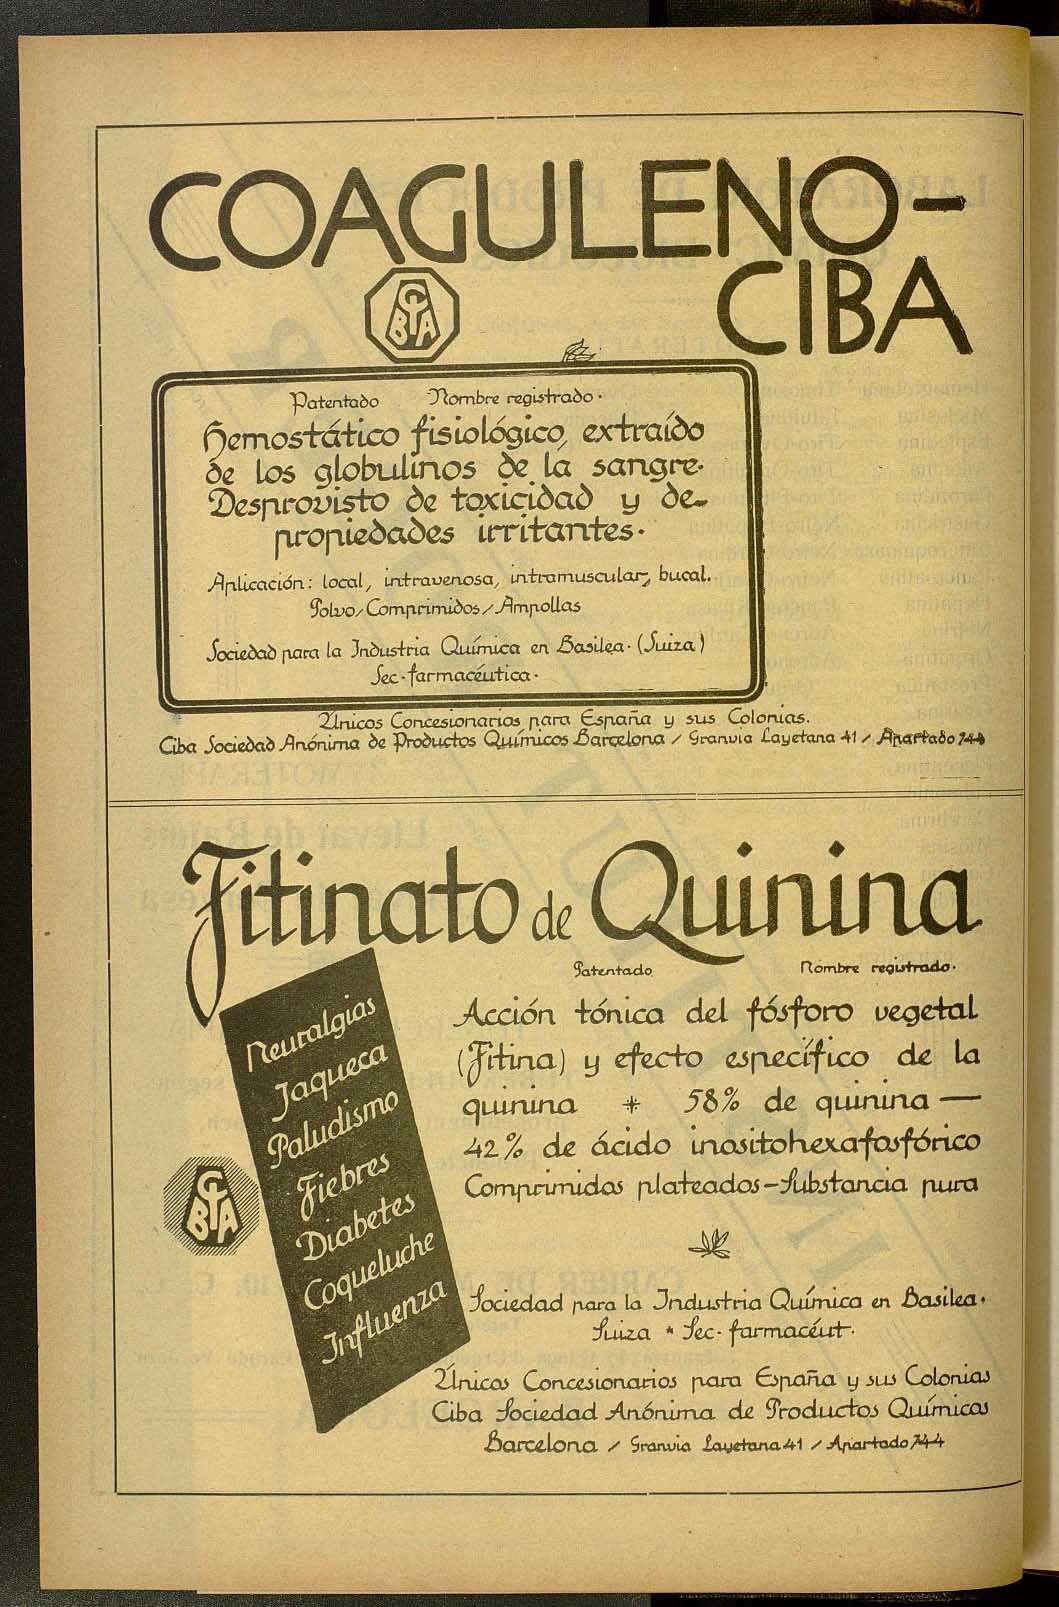 COAGULENO-
CIBA
CIBA
Patentado Nombre registrado.
Hemostático fisiológico, extraído
de los globulinos de la sangre.
Desprovisto de toxicidad y de
propiedades irritantes.
Aplicación: local, intravenosa, intramuscular, bucal.
Polvo/Comprimidos/Ampollas
Sociedad para la Industria Química en Basilea. (Suiza)
Sec. farmacéutica.
Únicos Concesionarios para España y sus Colonias.
Ciba Sociedad Anónima de Productos Químicos Barcelona / Granvia Layetana 41 / Apartado 744
Fitinato de Quinina
Patentado Nombre registrado.
Neuralgias
Jaqueca
Paludismo
Fiebres
Diabetes
Coqueluche
Influenza
CIBA
Acción tónica del fósforo vegetal
(Fitina) y efecto específico de la
quinina * 58% de quinina —
42% de ácido inositohexafosfórico
Comprimidos plateados - Substancia pura
Sociedad para la Industria Química en Basilea.
Suiza * Sec. farmacéut.
Únicos Concesionarios para España y sus Colonias
Ciba Sociedad Anónima de Productos Químicos
Barcelona / Granvia Layetana 41 / Apartado 744